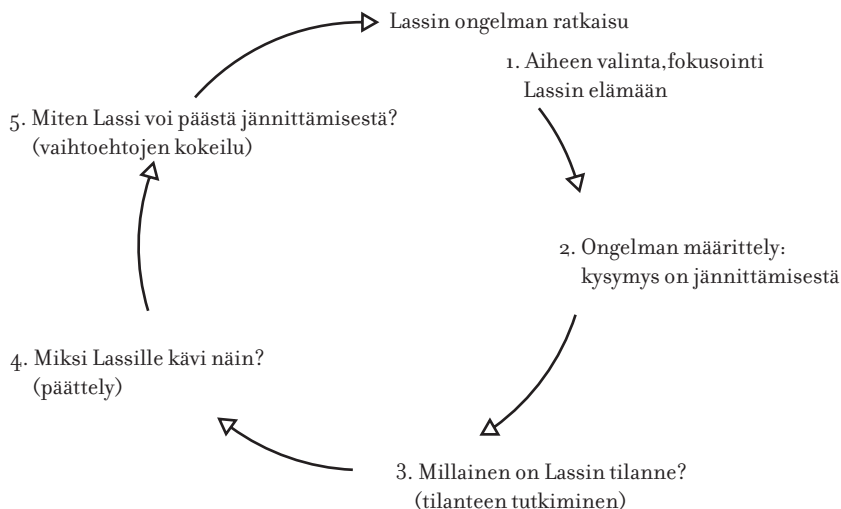 Lassin ongelman ratkaisu
1. Aiheen valinta,fokusointi
Lassin elämään
2. Ongelman määrittely:
kysymys on jännittämisestä
3. Millainen on Lassin tilanne?
(tilanteen tutkiminen)
4. Miksi Lassille kävi näin?
(päättely)
5. Miten Lassi voi päästä jännittämisestä?
(vaihtoehtojen kokeilu)